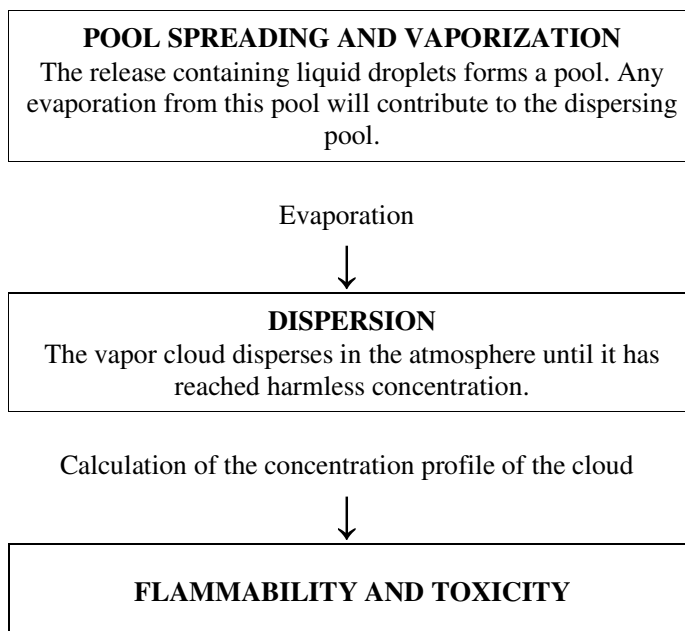 POOL SPREADING AND VAPORIZATION
The release containing liquid droplets forms a pool. Any
evaporation from this pool will contribute to the dispersing
pool.
Evaporation
DISPERSION
The vapor cloud disperses in the atmosphere until it has
reached harmless concentration.
Calculation of the concentration profile of the cloud
FLAMMABILITY AND TOXICITY